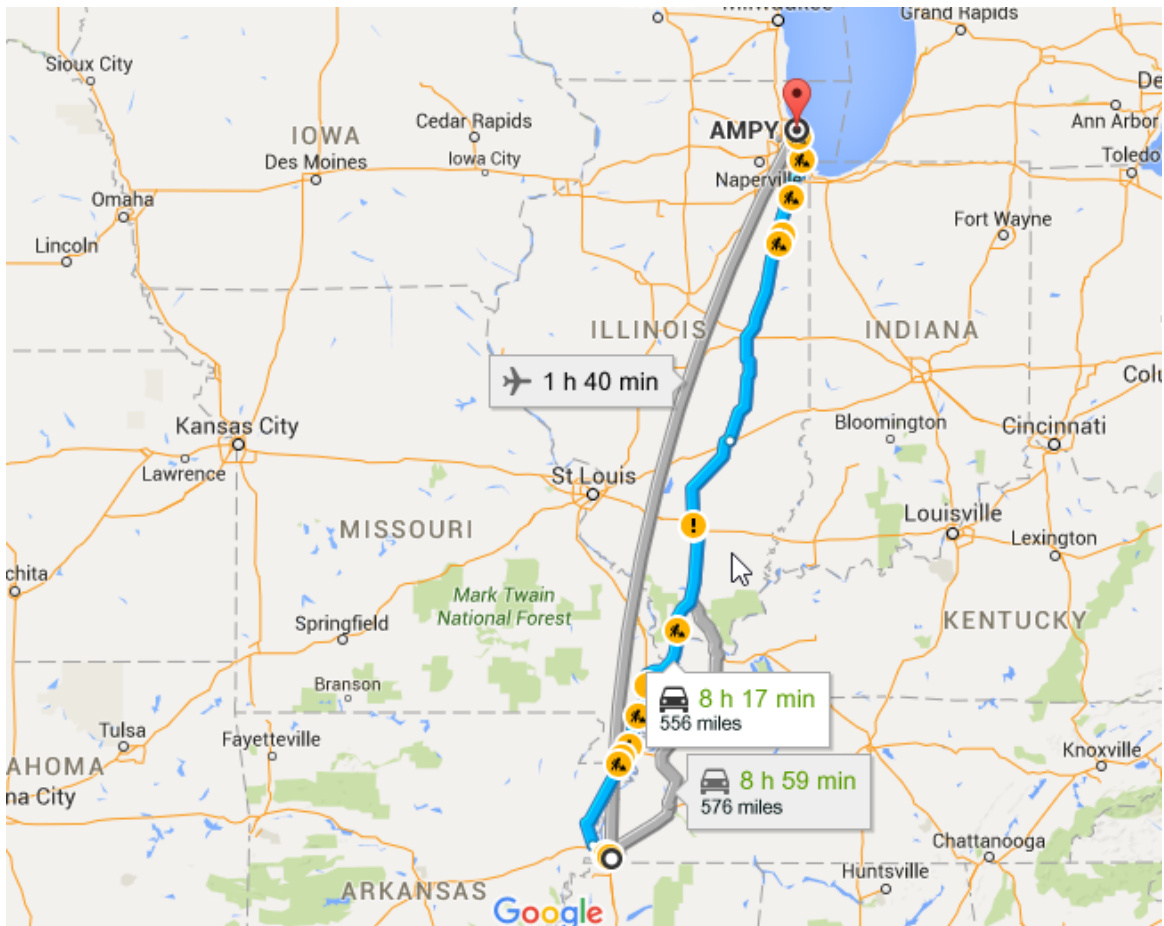 Milwaukee
Grand Rapids
Sioux City
De
Ann Arbor
IOWA
Cedar Rapids
AMPY
Des Moines
Iowa City
Toledo
Naperville
Omaha
Fort Wayne
Lincoln
ILLINOIS
INDIANA
1 h 40 min
Colu
Kansas City
Bloomington
Cincinnati
Lawrence
St Louis
MISSOURI
Louisville
Lexington
chita
Mark Twain
National Forest
KENTUCKY
Springfield
Branson
8 h 17 min
556 miles
Tulsa
Fayetteville
Knoxville
AHOMA
na City
8 h 59 min
576 miles
Chattanooga
Huntsville
ARKANSAS
Google